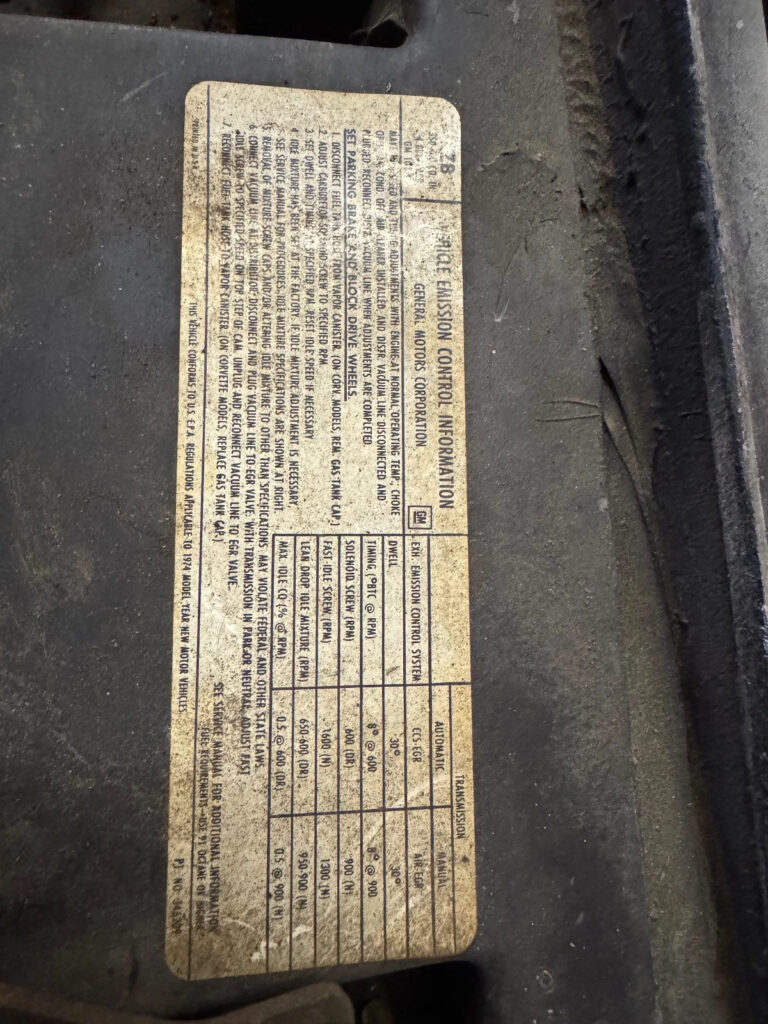 ZB
VEHICLE EMISSION CONTROL INFORMATION
GENERAL MOTORS CORPORATION
GM
MAKE ADJUSTMENTS WITH ENGINE AT NORMAL OPERATING TEMP., CHOKE
OPEN, AIR CLEANER INSTALLED AND DISTR. VACUUM LINE DISCONNECTED AND
PLUGGED. RECONNECT VACUUM LINE WHEN ADJUSTMENTS ARE COMPLETED
SET PARKING BRAKE AND BLOCK DRIVE WHEELS.
1. DISCONNECT FUEL TANK HOSE FROM VAPOR CANISTER. (ON CORV. MODELS, REM. GAS TANK CAP.)
2. ADJUST CARBURETOR SOLENOID SCREW TO SPECIFIED RPM
3. SET DWELL AND TIMING AT SPECIFIED RPM. RESET IDLE SPEED IF NECESSARY
4. IDLE MIXTURE HAS BEEN SET AT THE FACTORY. IF IDLE MIXTURE ADJUSTMENT IS NECESSARY
SEE SERVICE MANUAL FOR PROCEDURES. IDLE MIXTURE SPECIFICATIONS ARE SHOWN AT RIGHT.
5. REMOVAL OF MIXTURE SCREW CAPS AND/OR ALTERING IDLE MIXTURE TO OTHER THAN SPECIFICATIONS MAY VIOLATE FEDERAL AND OTHER STATE LAWS.
6. CONNECT VACUUM LINE AT DISTRIBUTOR. DISCONNECT AND PLUG VACUUM LINE TO EGR VALVE. WITH TRANSMISSION IN PARK OR NEUTRAL, ADJUST FAST
IDLE SCREW TO SPECIFIED SPEED ON TOP STEP OF CAM. UNPLUG AND RECONNECT VACUUM LINE TO EGR VALVE.
7. RECONNECT FUEL TANK HOSE TO VAPOR CANISTER. (ON CORVETTE MODELS, REPLACE GAS TANK CAP.)
TRANSMISSION
AUTOMATIC MANUAL
EXH. EMISSION CONTROL SYSTEM CCS-EGR AIR-EGR
DWELL 30° 30°
TIMING (°BTC @ RPM) 8° @ 600 8° @ 900
SOLENOID SCREW (RPM) 600 (DR) 900 (N)
FAST IDLE SCREW (RPM) 1600 (N) 1300 (N)
LEAN DROP IDLE MIXTURE (RPM) 650-600 (DR) 950-900 (N)
MAX. IDLE CO (% @ RPM) 0.5 @ 600 (DR) 0.5 @ 900 (N)
SEE SERVICE MANUAL FOR ADDITIONAL INFORMATION
FUEL REQUIREMENTS - USE 91 OCTANE OR HIGHER
THIS VEHICLE CONFORMS TO U.S. E.P.A. REGULATIONS APPLICABLE TO 1974 MODEL YEAR NEW MOTOR VEHICLES
PRINTED IN U.S.A.
PT NO.